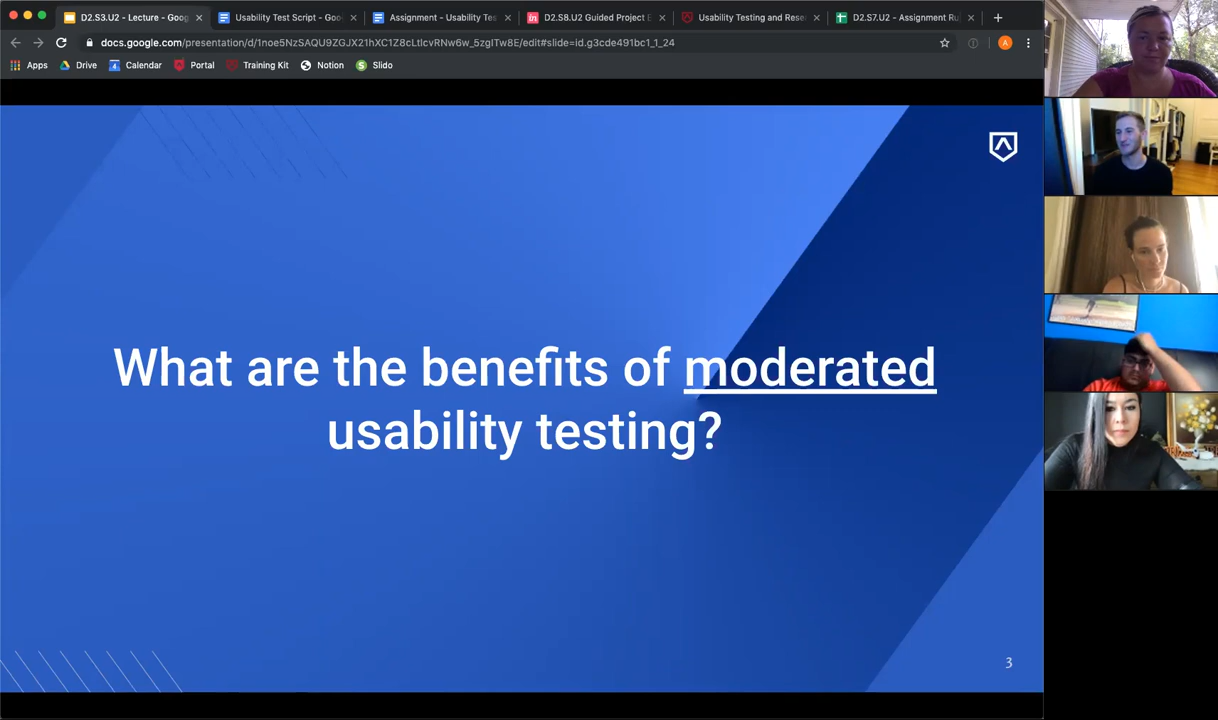 D2.S3.U2 - Lecture - Goog
Usability Test Script - Goo
Assignment - Usability Tes
D2.S8.U2 Guided Project E
Usability Testing and Resea
D2.S7.U2 - Assignment Ru
docs.google.com/presentation/d/1noe5NzSAQU9ZGJX21hXC1Z8cLtlcvRNw6w_5zgITw8E/edit#slide=id.g3cde491bc1_1_24
A
Apps
Drive
Calendar
Portal
Training Kit
Notion
Slido
What are the benefits of moderated
usability testing?
3